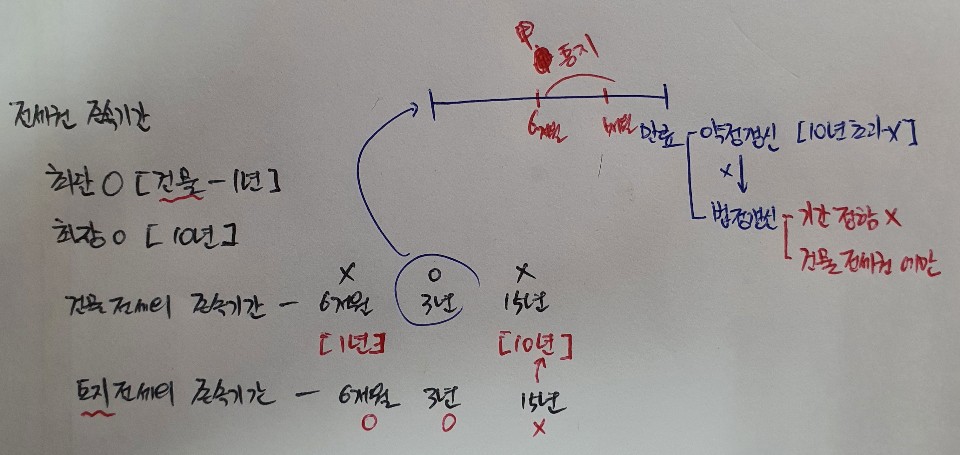 甲
통지
6개월
1개월
만료
약정갱신 [10년 초과 X]
X
법정갱신 - 기간 정함 X
건물 전세권에만
전세권 존속기간
최단 O [건물-1년]
최장 O [10년]
X O X
건물전세의 존속기간 - 6개월 3년 15년
[1년] [10년]
토지전세의 존속기간 - 6개월 3년 15년
O O X